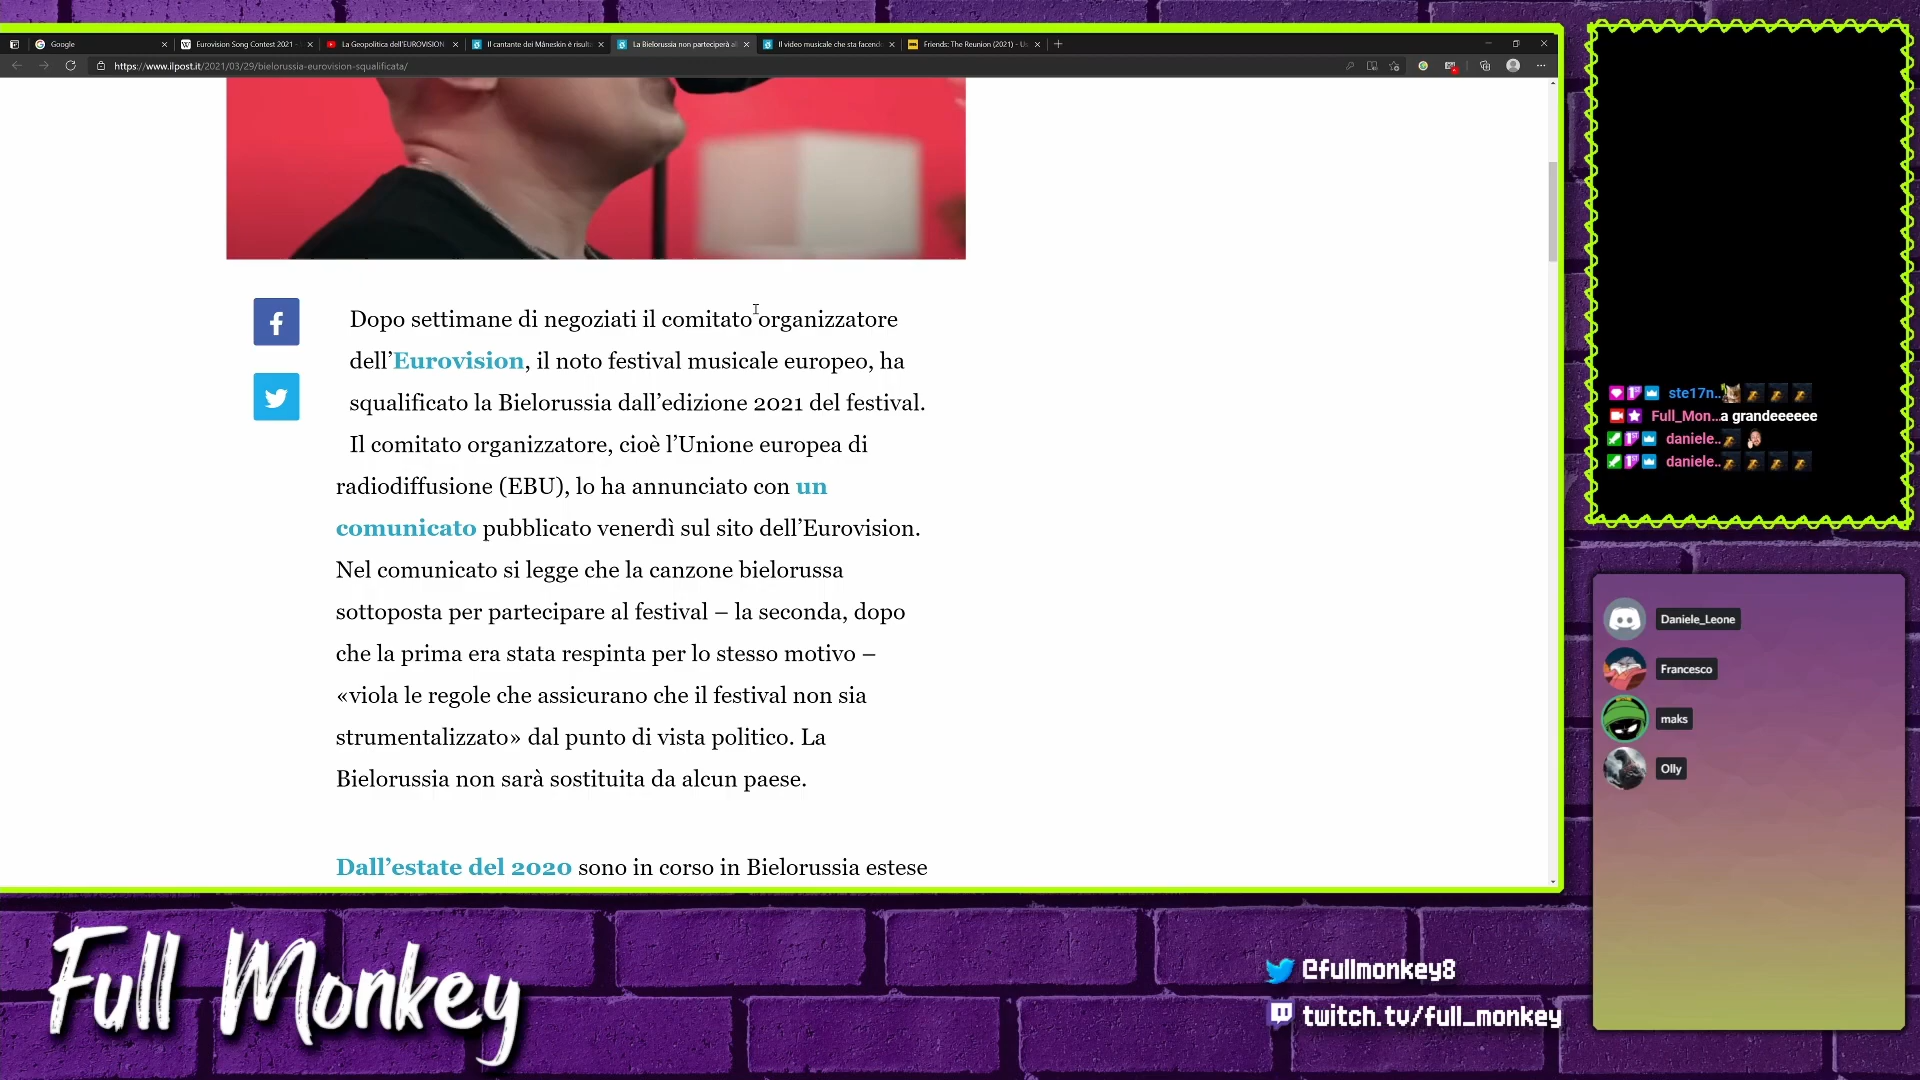 Google
Eurovision Song Contest 2021 -
La Geopolitica dell'EUROVISION
Il cantante dei Måneskin è risulta
La Bielorussia non parteciperà al
Il video musicale che sta facend
Friends: The Reunion (2021) - U
https://www.ilpost.it/2021/03/29/bielorussia-eurovision-squalificata/
Dopo settimane di negoziati il comitato organizzatore
dell'Eurovision, il noto festival musicale europeo, ha
squalificato la Bielorussia dall'edizione 2021 del festival.
Il comitato organizzatore, cioè l'Unione europea di
radiodiffusione (EBU), lo ha annunciato con un
comunicato pubblicato venerdì sul sito dell'Eurovision.
Nel comunicato si legge che la canzone bielorussa
sottoposta per partecipare al festival – la seconda, dopo
che la prima era stata respinta per lo stesso motivo –
«viola le regole che assicurano che il festival non sia
strumentalizzato» dal punto di vista politico. La
Bielorussia non sarà sostituita da alcun paese.
Dall'estate del 2020 sono in corso in Bielorussia estese
ste17n..
Full_Mon...a grandeeeeee
daniele..
daniele..
Daniele_Leone
Francesco
maks
Olly
Full Monkey
@fullmonkey8
twitch.tv/full_monkey